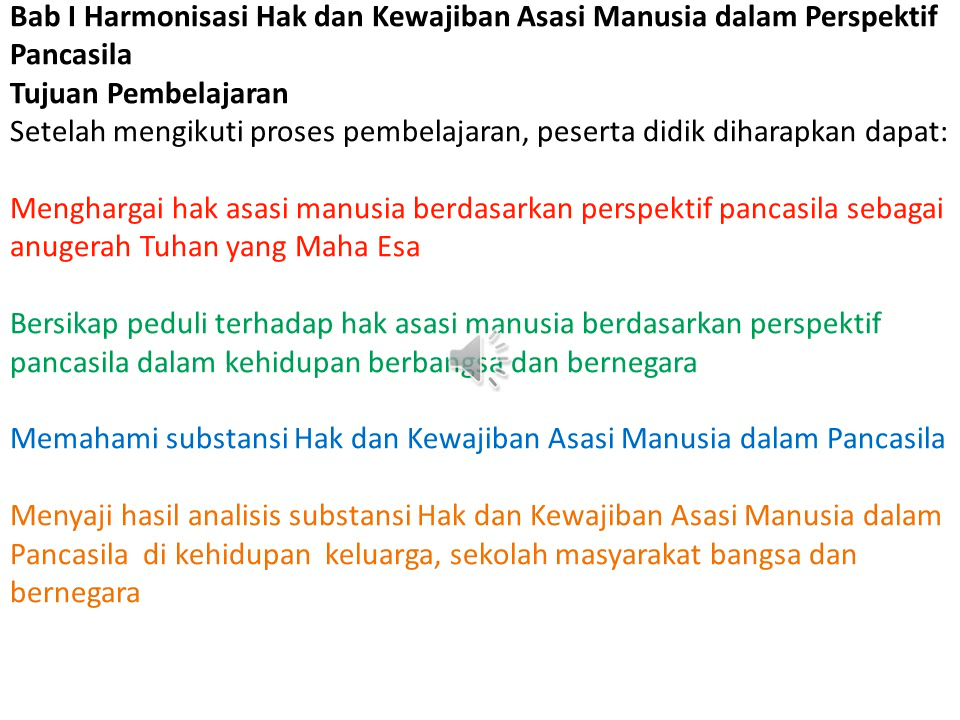 Bab I Harmonisasi Hak dan Kewajiban Asasi Manusia dalam Perspektif
Pancasila
Tujuan Pembelajaran
Setelah mengikuti proses pembelajaran, peserta didik diharapkan dapat:
Menghargai hak asasi manusia berdasarkan perspektif pancasila sebagai
anugerah Tuhan yang Maha Esa
Bersikap peduli terhadap hak asasi manusia berdasarkan perspektif
pancasila dalam kehidupan berbangsa dan bernegara
Memahami substansi Hak dan Kewajiban Asasi Manusia dalam Pancasila
Menyaji hasil analisis substansi Hak dan Kewajiban Asasi Manusia dalam
Pancasila di kehidupan keluarga, sekolah masyarakat bangsa dan
bernegara